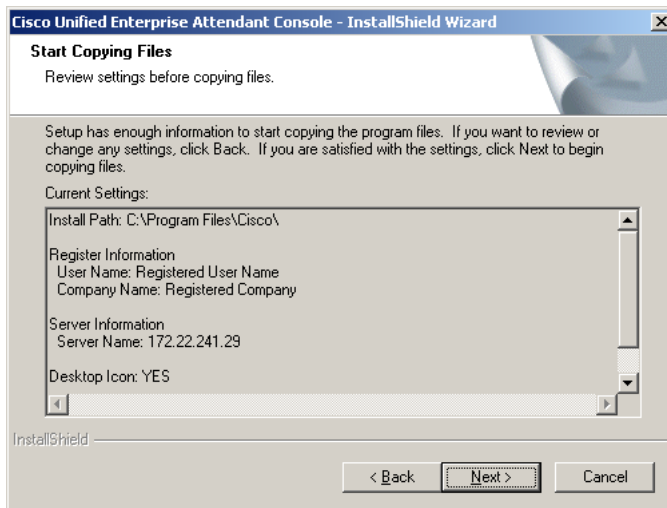 Cisco Unified Enterprise Attendant Console - InstallShield Wizard
Start Copying Files
Review settings before copying files.
Setup has enough information to start copying the program files. If you want to review or
change any settings, click Back. If you are satisfied with the settings, click Next to begin
copying files.
Current Settings:
Install Path: C:\Program Files\Cisco\
Register Information
User Name: Registered User Name
Company Name: Registered Company
Server Information
Server Name: 172.22.241.29
Desktop Icon: YES
InstallShield
< Back Next > Cancel